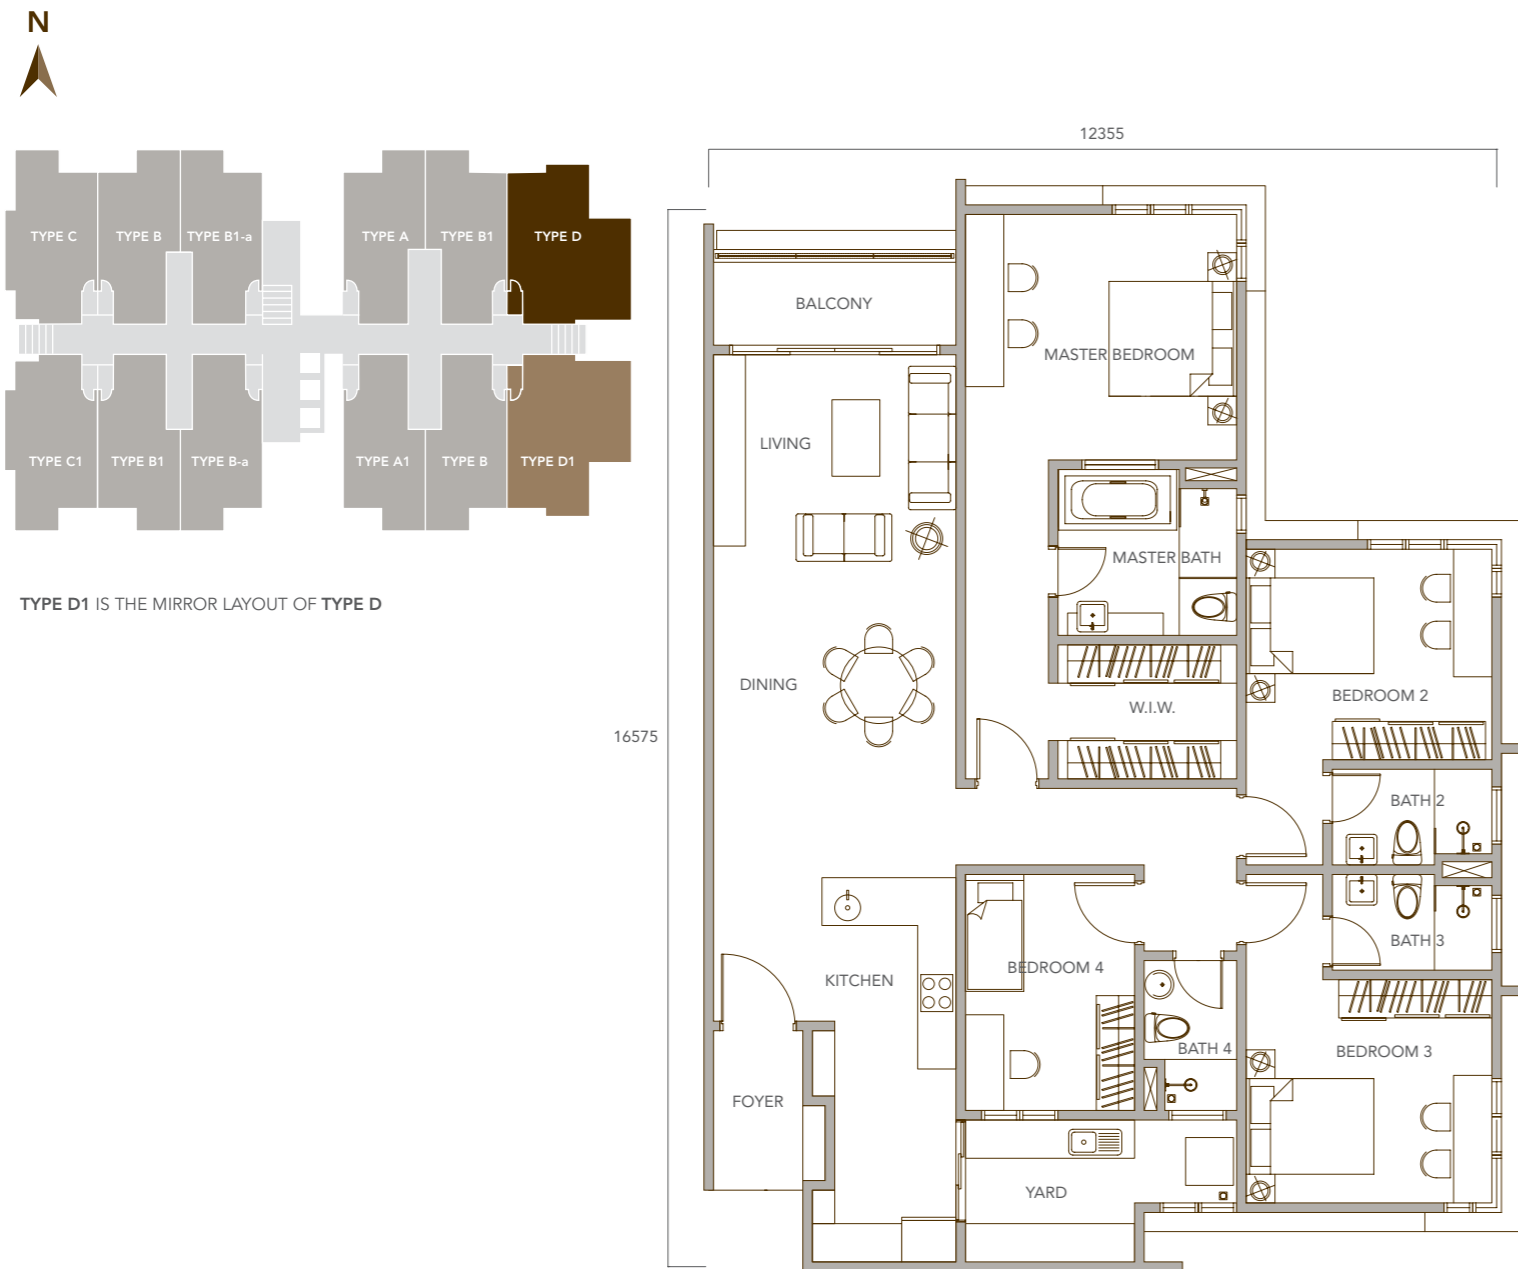 N
TYPE C
TYPE B
TYPE B1-a
TYPE A
TYPE B1
TYPE D
TYPE C1
TYPE B1
TYPE B-a
TYPE A1
TYPE B
TYPE D1
TYPE D1 IS THE MIRROR LAYOUT OF TYPE D
12355
16575
BALCONY
MASTER BEDROOM
LIVING
MASTER BATH
DINING
W.I.W.
BEDROOM 2
BATH 2
BATH 3
KITCHEN
BEDROOM 4
BATH 4
BEDROOM 3
FOYER
YARD